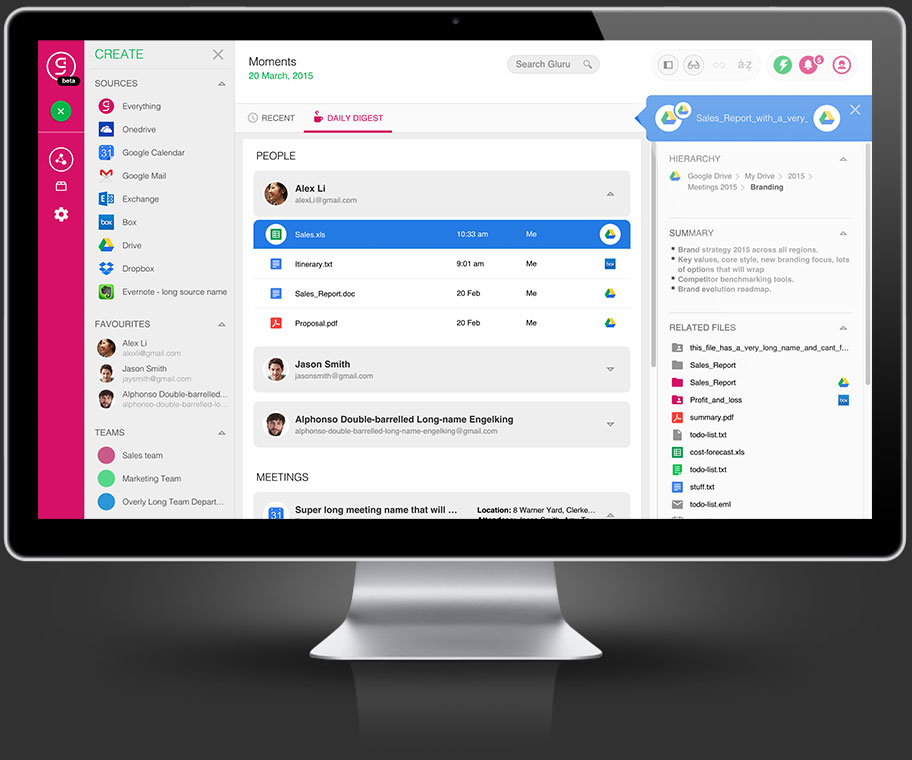 beta
CREATE
SOURCES
Everything
Onedrive
31 Google Calendar
Google Mail
Exchange
box Box
Drive
Dropbox
Evernote - long source name
FAVOURITES
Alex Li
alexli@gmail.com
Jason Smith
jaysmith@gmail.com
Alphonso Double-barrelled...
alphonso-double-barrelled-lo...
TEAMS
Sales team
Marketing Team
Overly Long Team Depart...
Moments
20 March, 2015
Search Gluru
a-z
6
RECENT
DAILY DIGEST
PEOPLE
Alex Li
alexLi@gmail.com
Sales.xls 10:33 am Me
Itinerary.txt 9:01 am Me box
Sales_Report.doc 20 Feb Me
Proposal.pdf 20 Feb Me
Jason Smith
jasonsmith@gmail.com
Alphonso Double-barrelled Long-name Engelking
alphonso-double-barrelled-long-name-engelking@gmail.com
MEETINGS
31 Super long meeting name that will ... Location: 8 Warner Yard, Clerke...
Sales_Report_with_a_very_
HIERARCHY
Google Drive > My Drive > 2015 >
Meetings 2015 > Branding
SUMMARY
Brand strategy 2015 across all regions.
Key values, core style, new branding focus, lots
of options that will wrap
Competitor benchmarking tools.
Brand evolution roadmap.
RELATED FILES
this_file_has_a_very_long_name_and_cant_f...
Sales_Report
Sales_Report
Profit_and_loss box
summary.pdf
todo-list.txt
cost-forecast.xls
todo-list.txt
stuff.txt
todo-list.eml